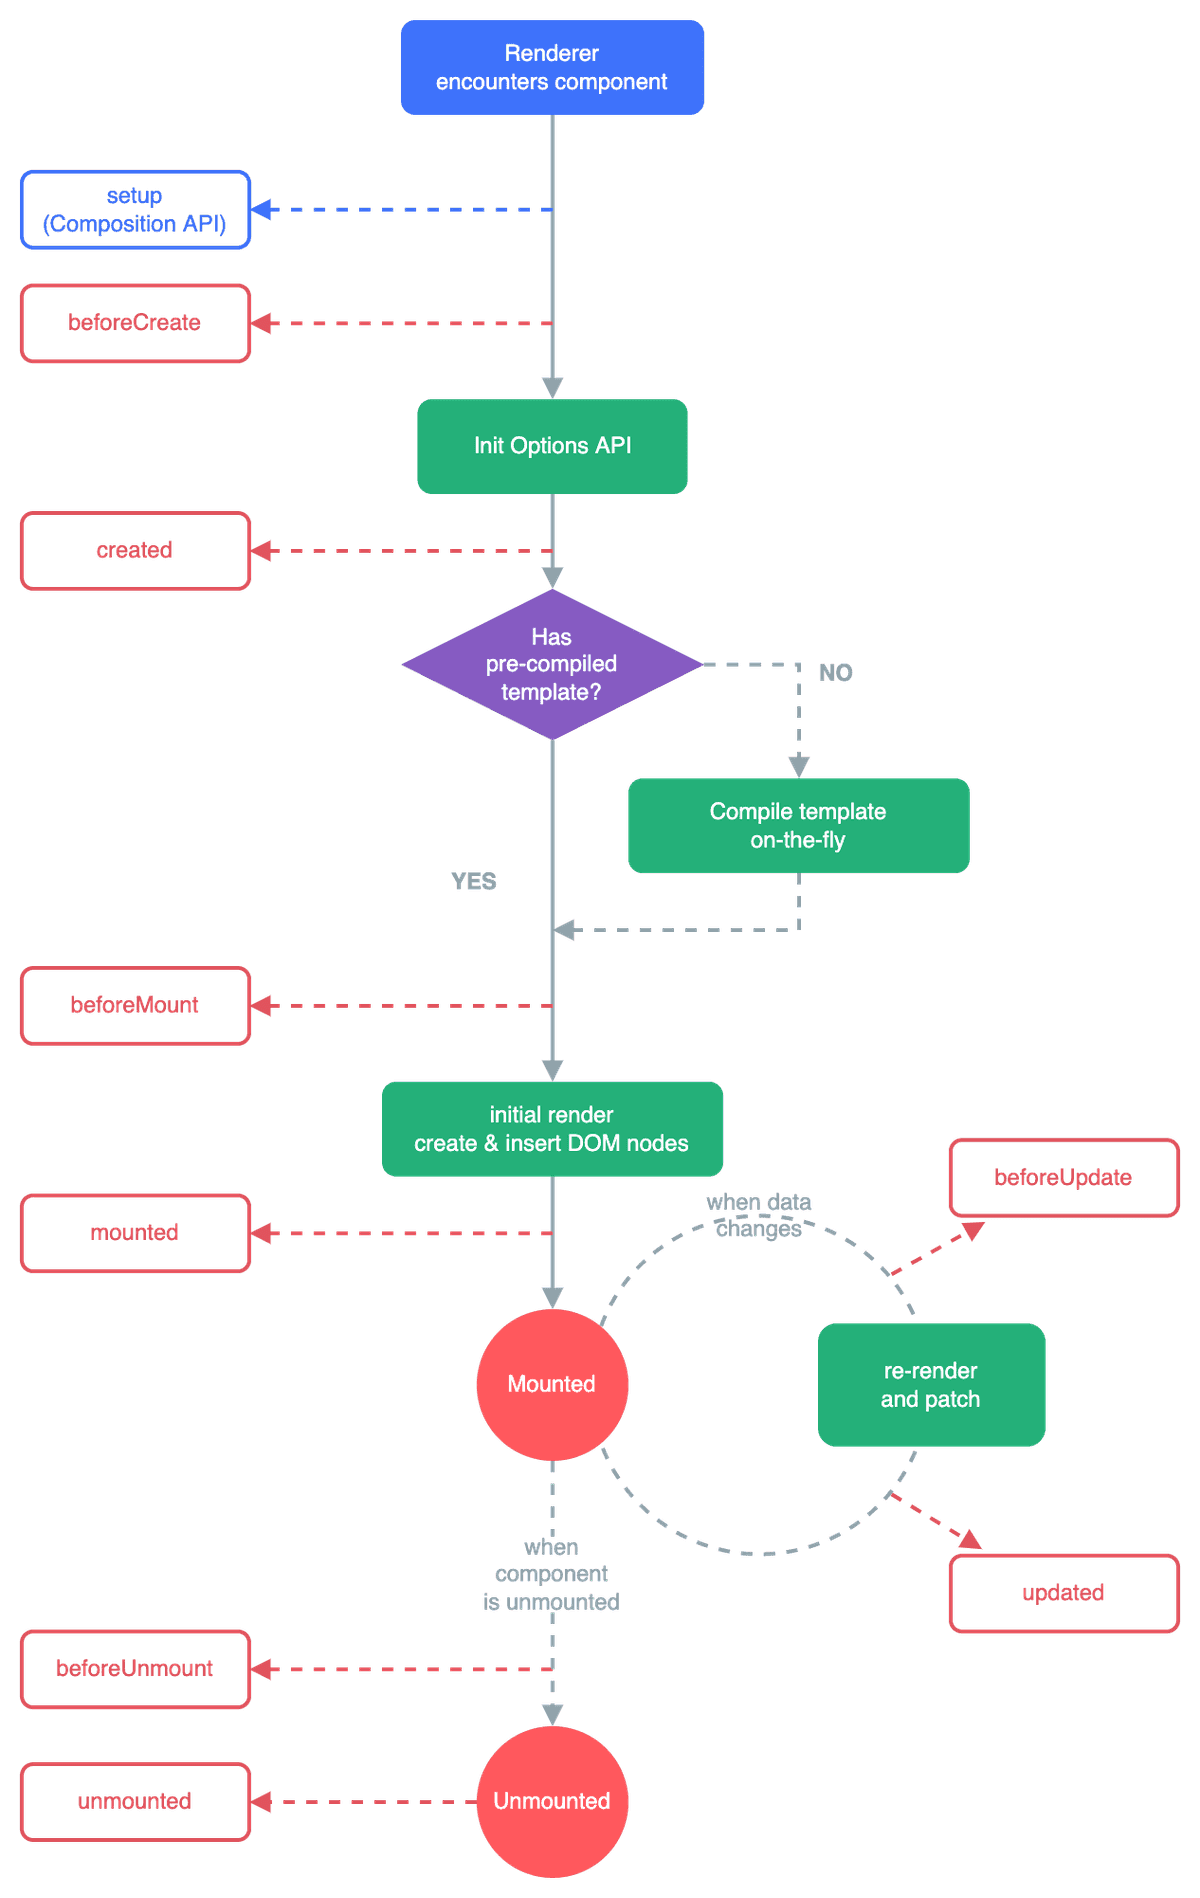 Renderer
encounters component
setup
(Composition API)
beforeCreate
Init Options API
created
Has
pre-compiled
template?
NO
Compile template
on-the-fly
YES
beforeMount
initial render
create & insert DOM nodes
beforeUpdate
when data
changes
mounted
re-render
and patch
Mounted
when
component
is unmounted
updated
beforeUnmount
unmounted
Unmounted